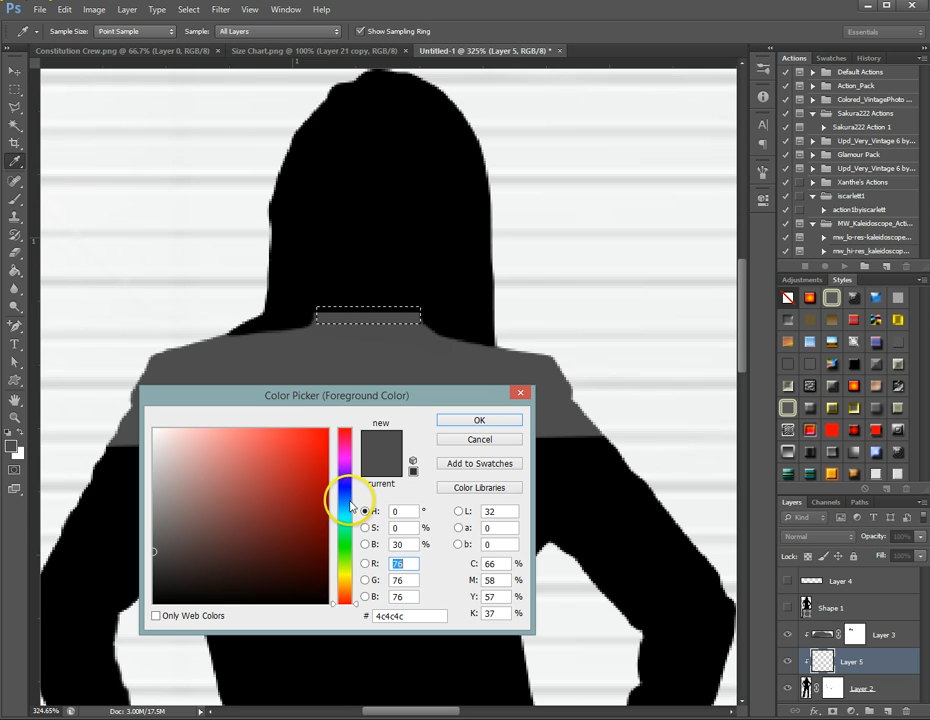 Ps File Edit Image Layer Type Select Filter View Window Help
Sample Size: Point Sample Sample: All Layers Show Sampling Ring Essentials
Constitution Crew.png @ 66.7% (Layer 0, RGB/8) × Size Chart.png @ 100% (Layer 21 copy, RGB/8) × Untitled-1 @ 325% (Layer 5, RGB/8) * ×
Actions Swatches History
Default Actions
Action_Pack
Colored_VintagePhoto ...
Sakura222 Actions
Sakura222 Action 1
Upd_Very_Vintage 6 by...
Glamour Pack
Upd_Very_Vintage 6 by...
Xanthe's Actions
iscarlett1
action1byiscarlett
MW_Kaleidoscope_Acti...
mw_lo-res-kaleidoscope...
mw_hi-res_kaleidoscope...
Adjustments Styles
Color Picker (Foreground Color)
new
current
OK
Cancel
Add to Swatches
Color Libraries
H: 0 ° L: 32
S: 0 % a: 0
B: 30 % b: 0
R: 76 C: 66 %
G: 76 M: 58 %
B: 76 Y: 57 %
# 4c4c4c K: 37 %
Only Web Colors
Layers Channels Paths
Kind
Normal Opacity: 100%
Lock: Fill: 100%
Layer 4
Shape 1
Layer 3
Layer 5
Layer 2
324.65% Doc: 3.00M/17.5M